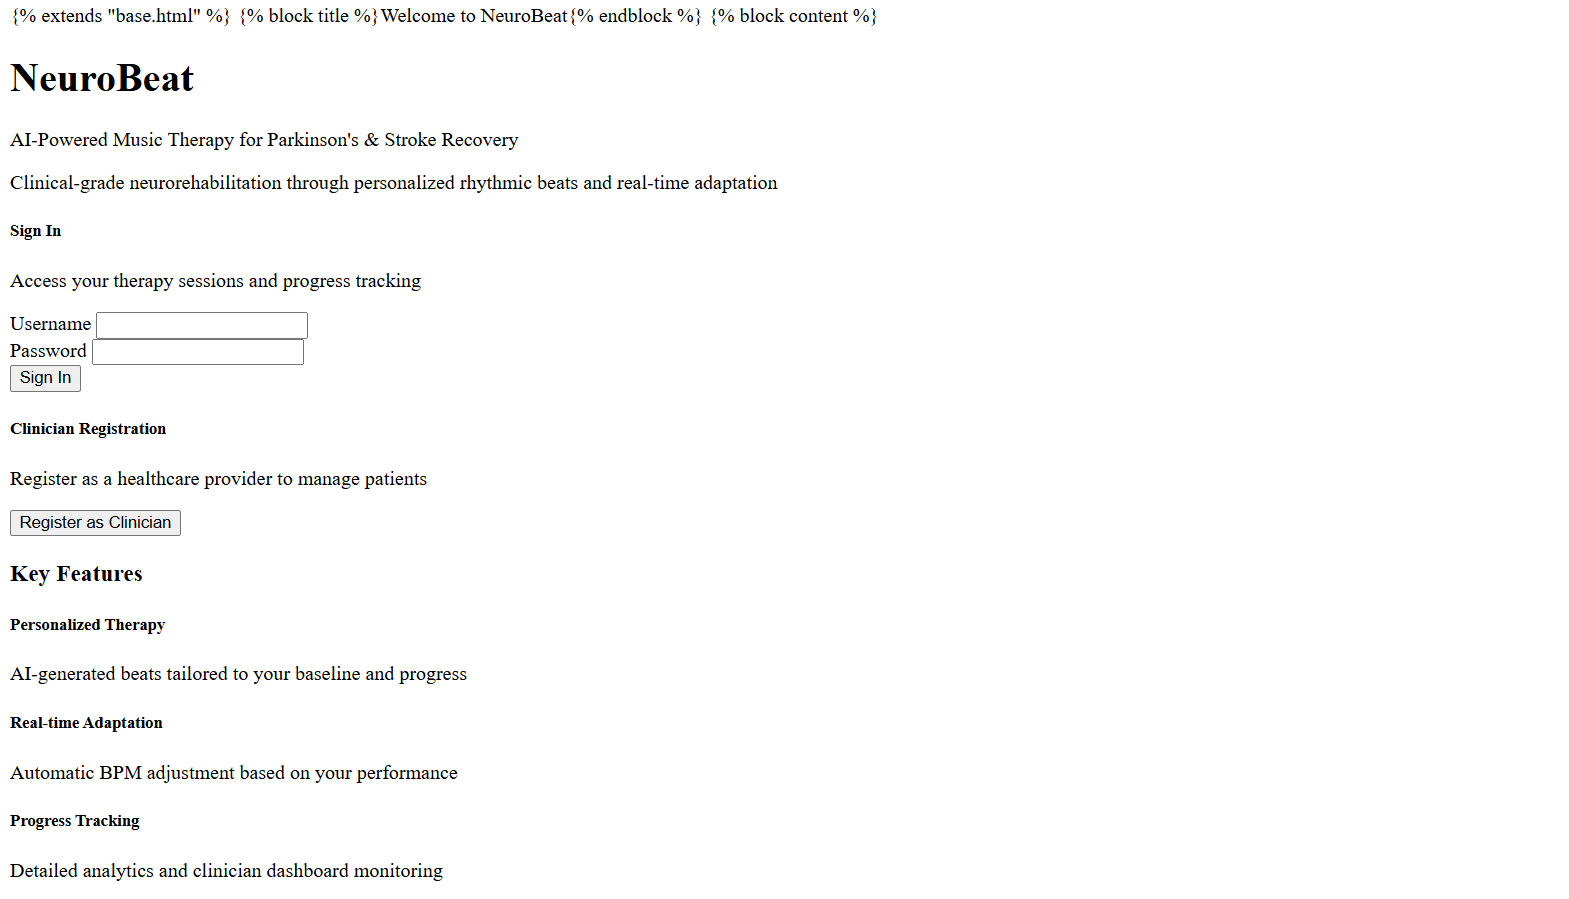 {% extends "base.html" %} {% block title %}Welcome to NeuroBeat{% endblock %} {% block content %}
NeuroBeat
AI-Powered Music Therapy for Parkinson's & Stroke Recovery
Clinical-grade neurorehabilitation through personalized rhythmic beats and real-time adaptation
Sign In
Access your therapy sessions and progress tracking
Username
Password
Sign In
Clinician Registration
Register as a healthcare provider to manage patients
Register as Clinician
Key Features
Personalized Therapy
AI-generated beats tailored to your baseline and progress
Real-time Adaptation
Automatic BPM adjustment based on your performance
Progress Tracking
Detailed analytics and clinician dashboard monitoring